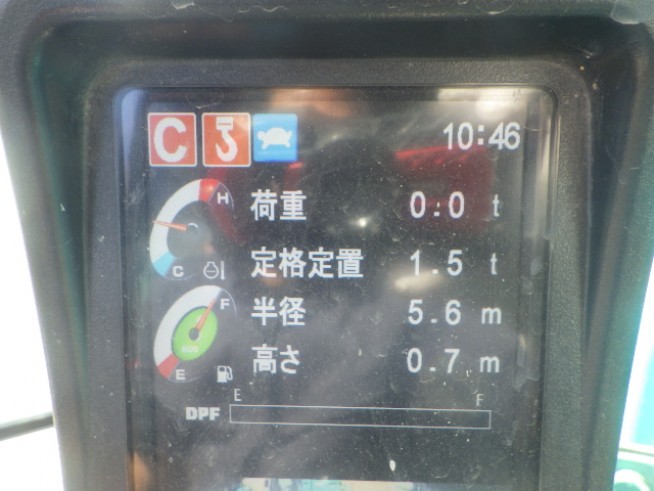 C 10:46
H
荷重 0.0 t
C
定格定置 1.5 t
F
半径 5.6 m
高さ 0.7 m
E
E F
DPF